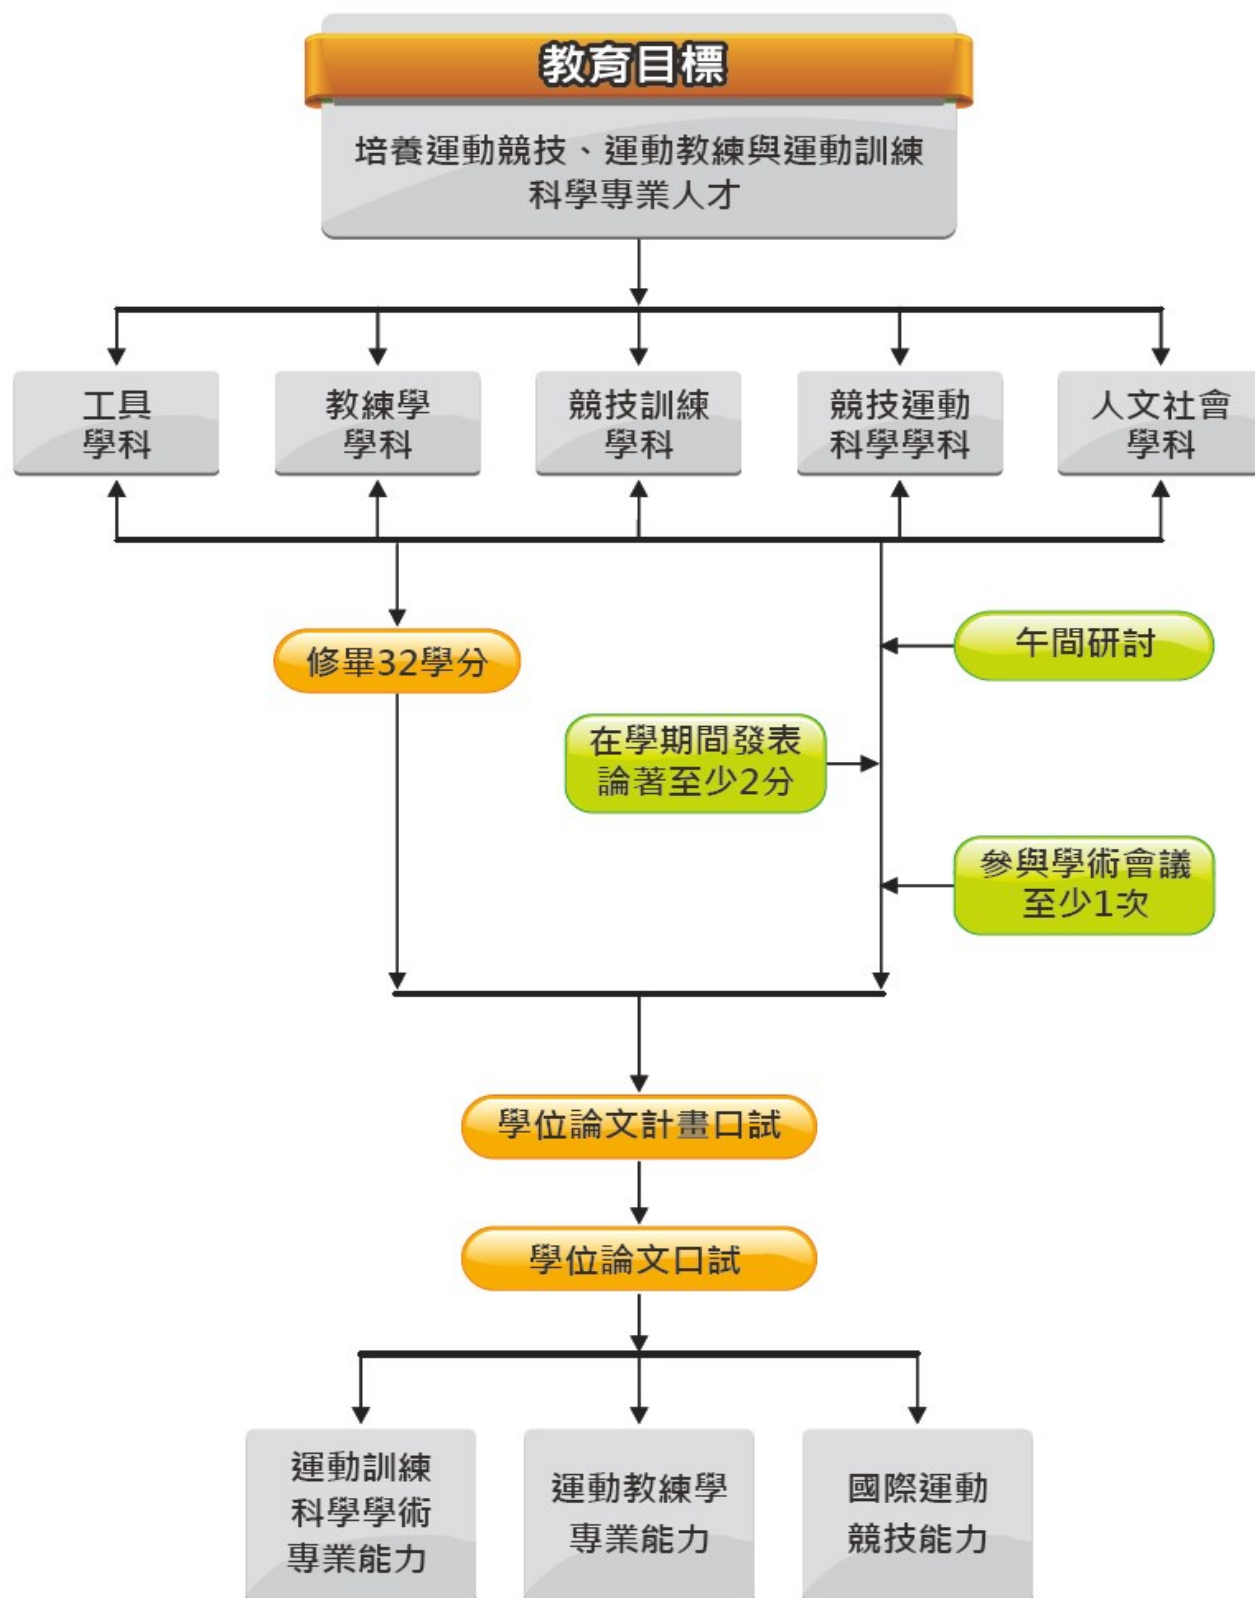 教育目標
培養運動競技、運動教練與運動訓練
科學專業人才
工具
學科
教練學
學科
競技訓練
學科
競技運動
科學學科
人文社會
學科
修畢32學分
午間研討
在學期間發表
論著至少2分
參與學術會議
至少1次
學位論文計畫口試
學位論文口試
運動訓練
科學學術
專業能力
運動教練學
專業能力
國際運動
競技能力